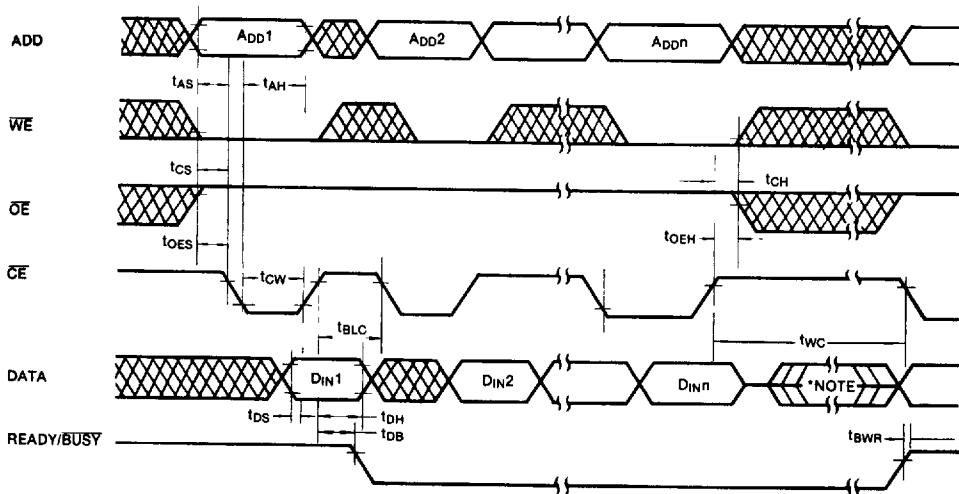 ADD
ADD1
ADD2
ADDn
tAS
tAH
WE
tCS
tCH
OE
tOES
tOEH
CE
tCW
tBLC
tWC
DATA
DIN1
DIN2
DINn
*NOTE
tDS
tDH
tDB
READY/BUSY
tBWR